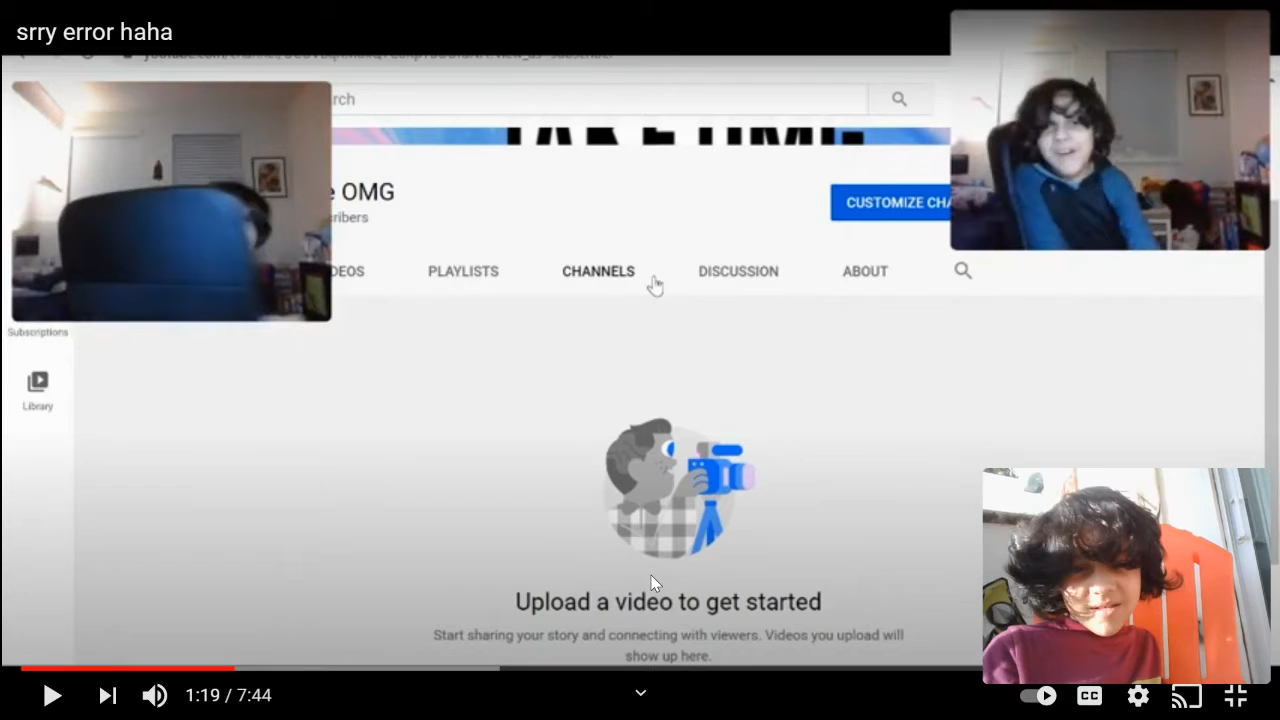 srry error haha
rch
e OMG
cribers
CUSTOMIZE CHA
DEOS
PLAYLISTS
CHANNELS
DISCUSSION
ABOUT
Subscriptions
Library
Upload a video to get started
Start sharing your story and connecting with viewers. Videos you upload will
show up here.
1:19 / 7:44
CC